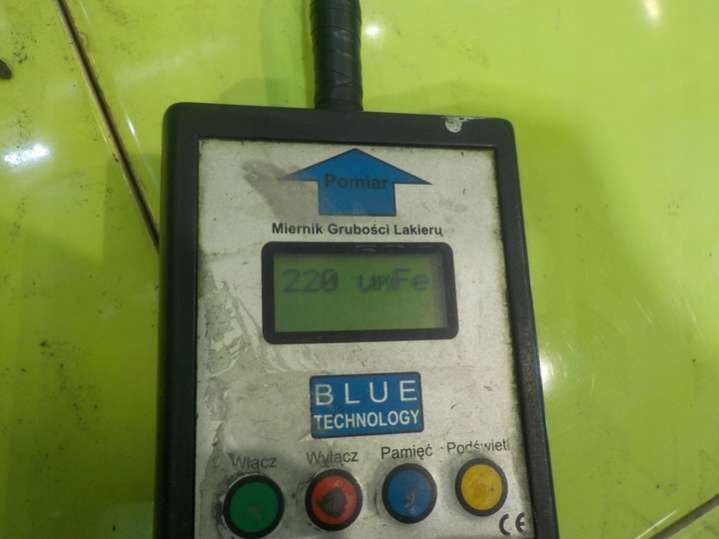 Pomiar
Miernik Grubości Lakieru
220 umFe
BLUE
TECHNOLOGY
Włącz Wyłącz Pamięć Podświetl
CE